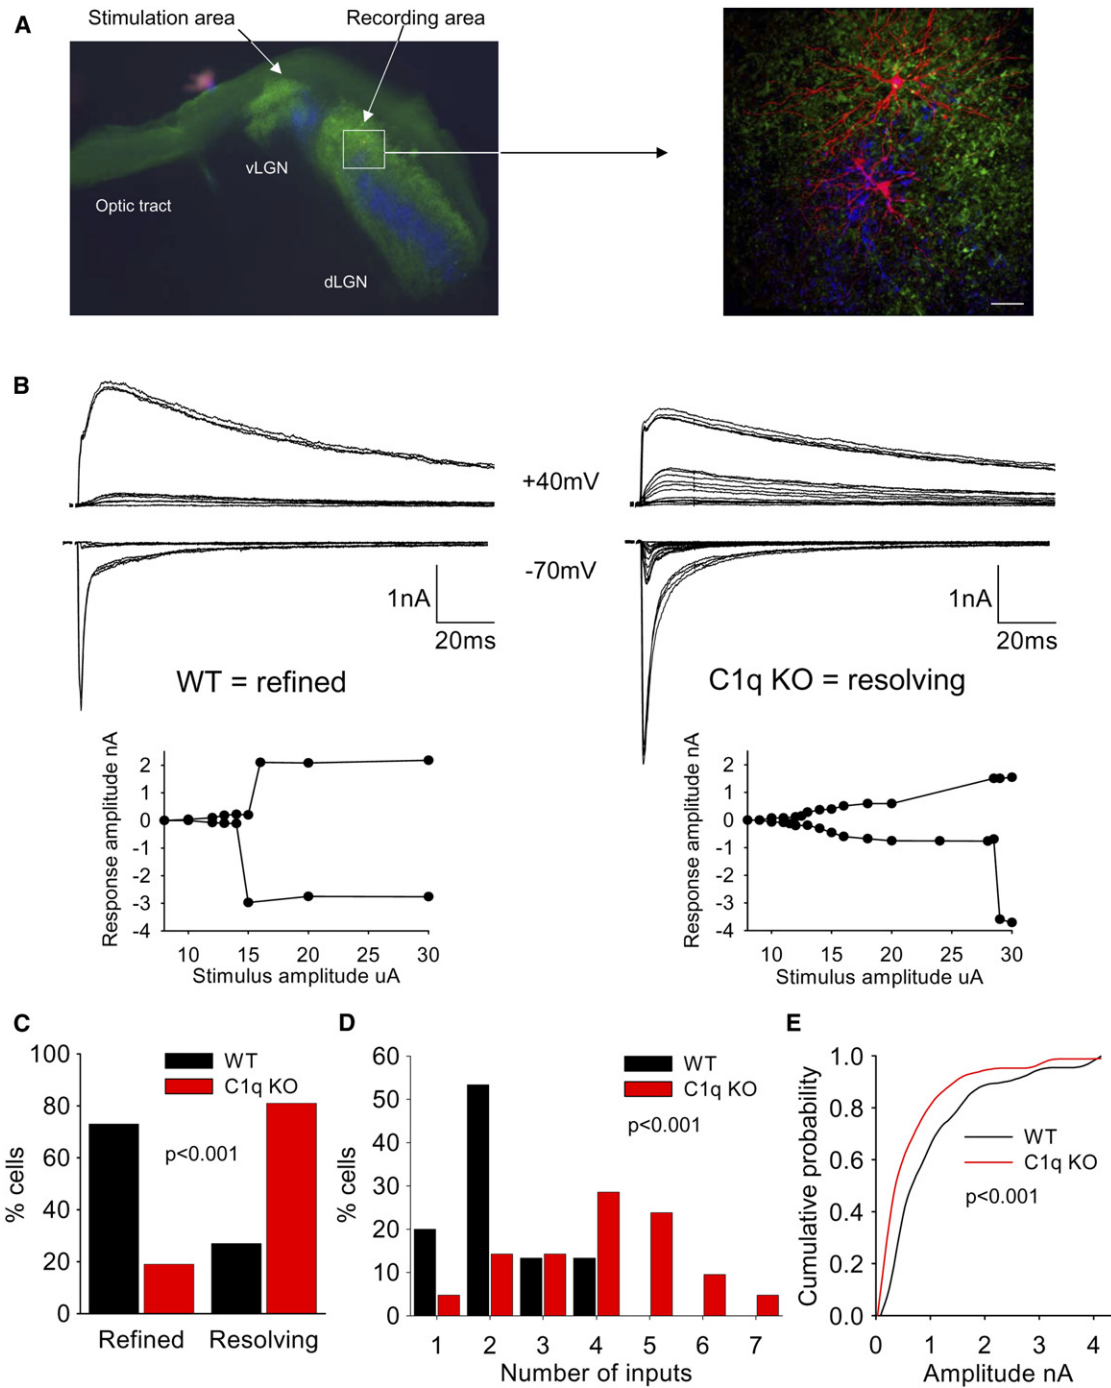 A
Stimulation area
Recording area
vLGN
Optic tract
dLGN
B
+40mV
-70mV
1nA
20ms
1nA
20ms
WT = refined
C1q KO = resolving
Response amplitude nA
2
1
0
-1
-2
-3
-4
10 15 20 25 30
Stimulus amplitude uA
Response amplitude nA
2
1
0
-1
-2
-3
-4
10 15 20 25 30
Stimulus amplitude uA
C
% cells
100
80
60
40
20
0
WT
C1q KO
p<0.001
Refined Resolving
D
% cells
60
50
40
30
20
10
0
WT
C1q KO
p<0.001
1 2 3 4 5 6 7
Number of inputs
E
Cumulative probability
1.0
0.8
0.6
0.4
0.2
0.0
WT
C1q KO
p<0.001
0 1 2 3 4
Amplitude nA